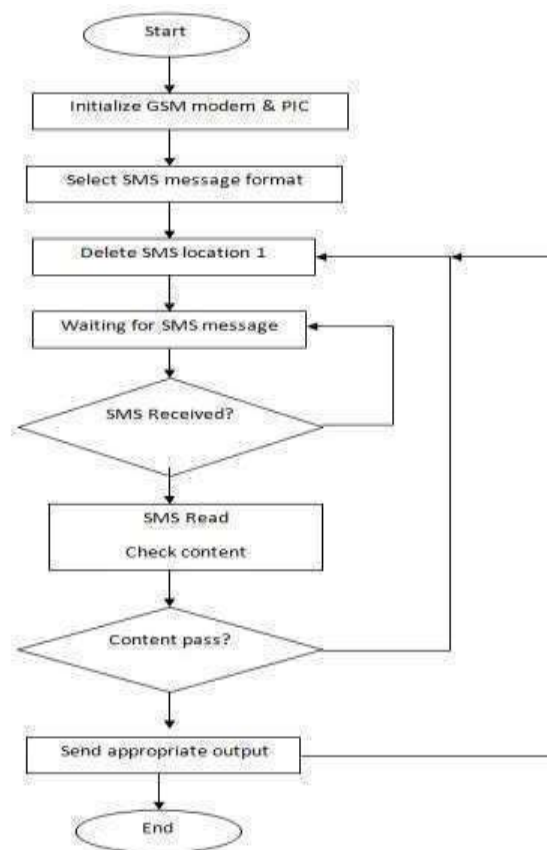 Start
Initialize GSM modem & PIC
Select SMS message format
Delete SMS location 1
Waiting for SMS message
SMS Received?
SMS Read
Check content
Content pass?
Send appropriate output
End